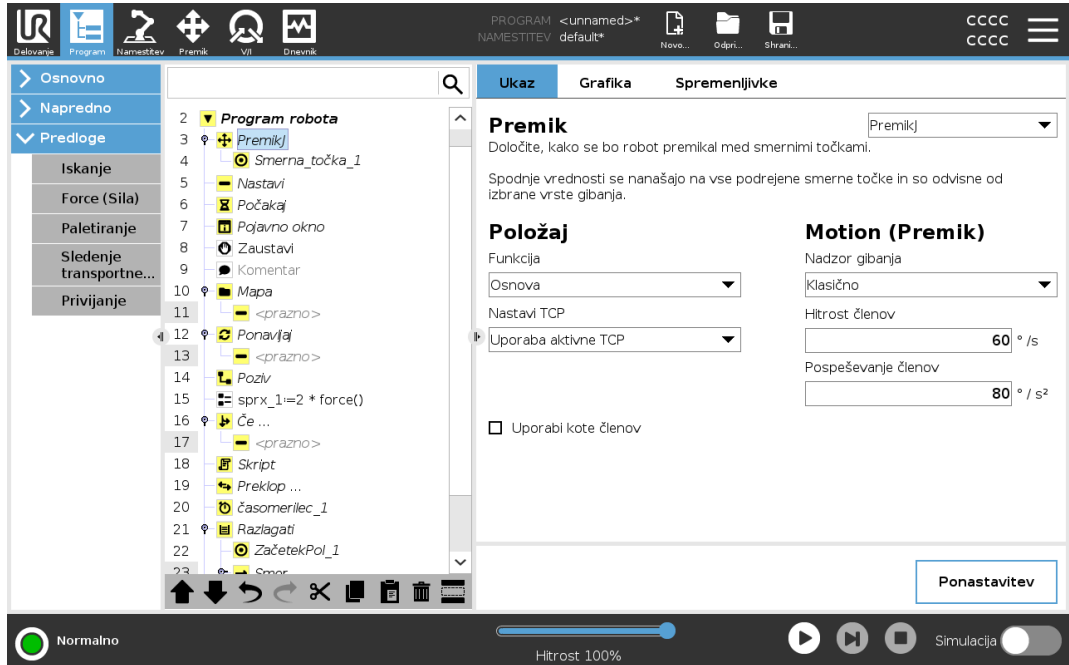 PROGRAM <unnamed>*
NAMESTITEV default*
Delovanje
Program
Namestitev
Premik
V/I
Dnevnik
Novo...
Odpri...
Shrani...
CCCC
CCCC
Osnovno
Napredno
Predloge
Iskanje
Force (Sila)
Paletiranje
Sledenje
transportne...
Privijanje
2 Program robota
3 PremikJ
4 Smerna_točka_1
5 Nastavi
6 Počakaj
7 Pojavno okno
8 Zaustavi
9 Komentar
10 Mapa
11 <prazno>
12 Ponavljaj
13 <prazno>
14 Poziv
15 sprx_1≔2 * force()
16 Če ...
17 <prazno>
18 Skript
19 Preklop ...
20 časomerilec_1
21 Razlagati
22 ZačetekPol_1
23 Smer
Ukaz
Grafika
Spremenljivke
Premik
PremikJ
Določite, kako se bo robot premikal med smernimi točkami.
Spodnje vrednosti se nanašajo na vse podrejene smerne točke in so odvisne od
izbrane vrste gibanja.
Položaj
Funkcija
Osnova
Nastavi TCP
Uporaba aktivne TCP
Uporabi kote členov
Motion (Premik)
Nadzor gibanja
Klasično
Hitrost členov
60 ° /s
Pospeševanje členov
80 ° / s²
Ponastavitev
Normalno
Hitrost 100%
Simulacija